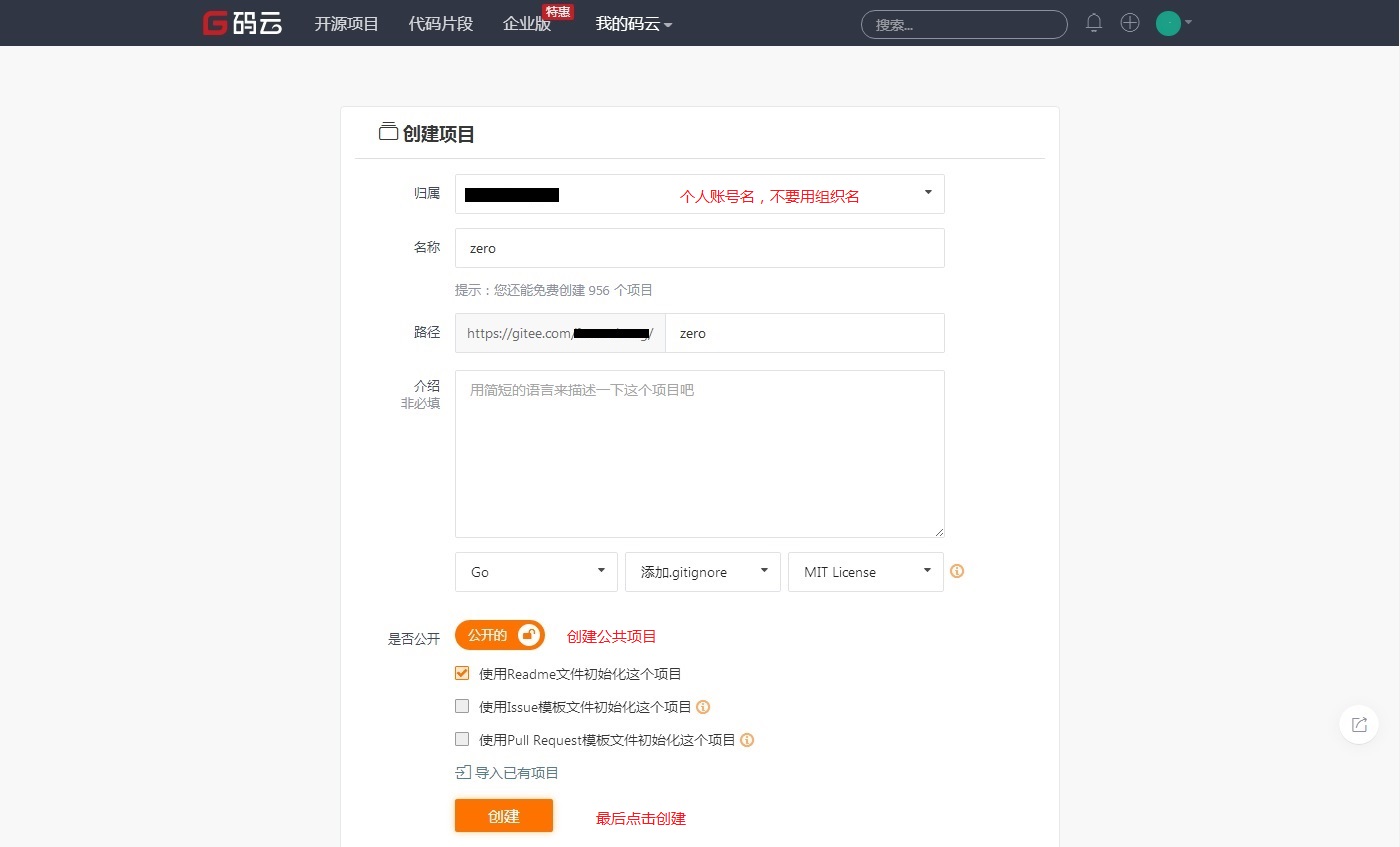 码云 开源项目 代码片段 企业版 特惠 我的码云 搜索...
创建项目
归属 个人账号名，不要用组织名
名称 zero
提示：您还能免费创建 956 个项目
路径 https://gitee.com/ / zero
介绍 用简短的语言来描述一下这个项目吧
非必填
Go 添加.gitignore MIT License
是否公开 公开的 创建公共项目
使用Readme文件初始化这个项目
使用Issue模板文件初始化这个项目
使用Pull Request模板文件初始化这个项目
导入已有项目
创建 最后点击创建